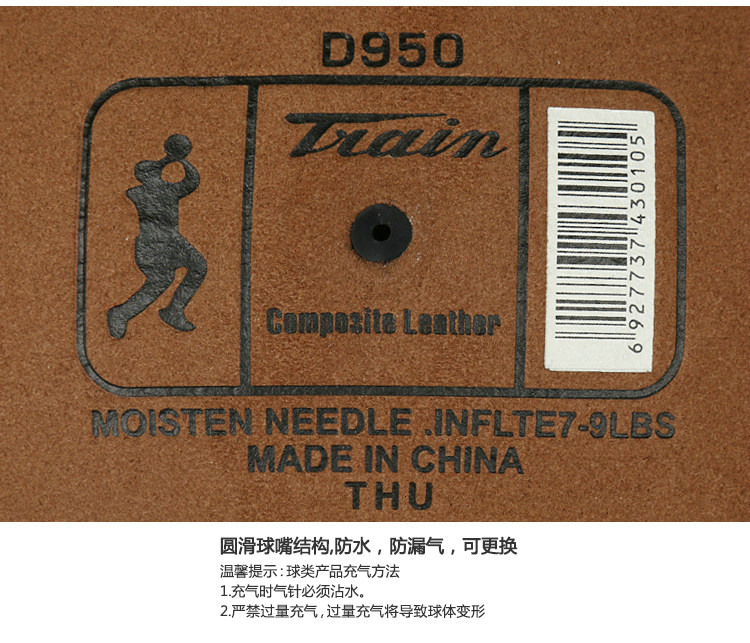 D950
Train
Composite Leather
6 927737 430105
MOISTEN NEEDLE .INFLTE7-9LBS
MADE IN CHINA
THU
圆滑球嘴结构,防水，防漏气，可更换
温馨提示:球类产品充气方法
1.充气时气针必须沾水。
2.严禁过量充气,过量充气将导致球体变形